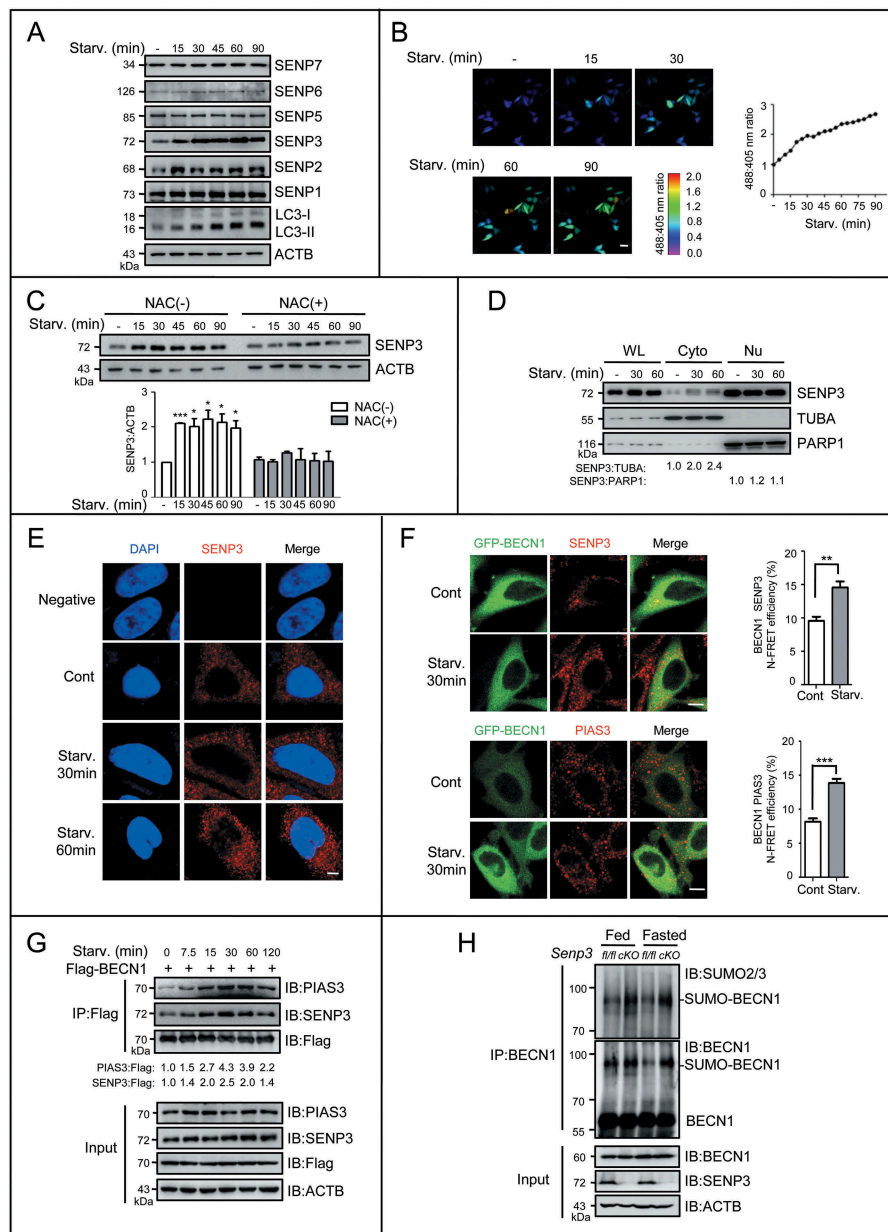 A
Starv. (min) - 15 30 45 60 90
34 SENP7
126 SENP6
85 SENP5
72 SENP3
68 SENP2
73 SENP1
18 LC3-I
16 LC3-II
43 ACTB
kDa
B
Starv. (min) - 15 30
Starv. (min) 60 90
488:405 nm ratio
2.0
1.6
1.2
0.8
0.4
0.0
488:405 nm ratio
3
2
1
0
- 15 30 45 60 75 90
Starv. (min)
C
NAC(-) NAC(+)
Starv. (min) - 15 30 45 60 90 - 15 30 45 60 90
72 SENP3
43 ACTB
kDa
SENP3:ACTB
3
2
1
0
*** * * * *
NAC(-)
NAC(+)
Starv. (min) - 15 30 45 60 90 - 15 30 45 60 90
D
WL Cyto Nu
Starv. (min) - 30 60 - 30 60 - 30 60
72 SENP3
55 TUBA
116 PARP1
kDa
SENP3:TUBA: 1.0 2.0 2.4
SENP3:PARP1: 1.0 1.2 1.1
E
DAPI SENP3 Merge
Negative
Cont
Starv.
30min
Starv.
60min
F
GFP-BECN1 SENP3 Merge
Cont
Starv.
30min
BECN1 SENP3
N-FRET efficiency (%)
20
15
10
5
0
**
Cont Starv.
GFP-BECN1 PIAS3 Merge
Cont
Starv.
30min
BECN1 PIAS3
N-FRET efficiency (%)
20
15
10
5
0
***
Cont Starv.
G
Starv. (min) 0 7.5 15 30 60 120
Flag-BECN1 + + + + + +
IP:Flag
70 IB:PIAS3
72 IB:SENP3
70 IB:Flag
kDa
PIAS3:Flag: 1.0 1.5 2.7 4.3 3.9 2.2
SENP3:Flag: 1.0 1.4 2.0 2.5 2.0 1.4
Input
70 IB:PIAS3
72 IB:SENP3
70 IB:Flag
43 IB:ACTB
kDa
H
Fed Fasted
Senp3 fl/fl cKO fl/fl cKO
IP:BECN1
IB:SUMO2/3
100
SUMO-BECN1
70
IB:BECN1
100
SUMO-BECN1
70
BECN1
55
Input
60 IB:BECN1
72 IB:SENP3
43 IB:ACTB
kDa